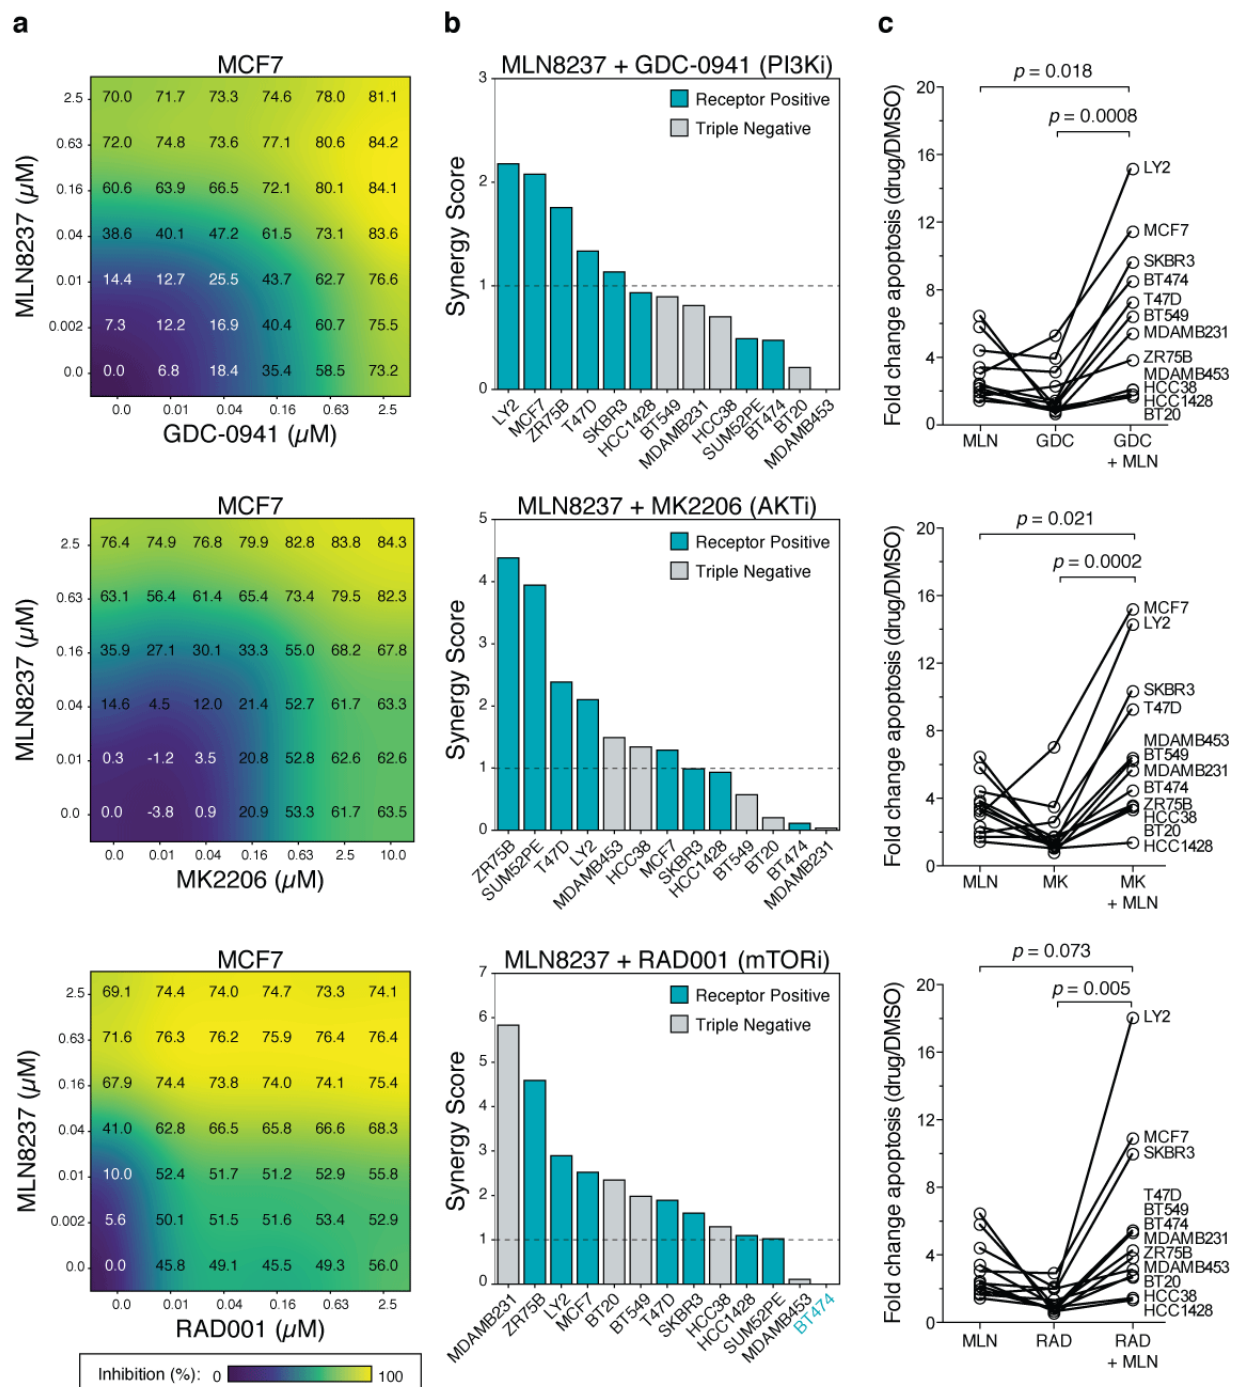 a
MCF7
MLN8237 (µM)
2.5 70.0 71.7 73.3 74.6 78.0 81.1
0.63 72.0 74.8 73.6 77.1 80.6 84.2
0.16 60.6 63.9 66.5 72.1 80.1 84.1
0.04 38.6 40.1 47.2 61.5 73.1 83.6
0.01 14.4 12.7 25.5 43.7 62.7 76.6
0.002 7.3 12.2 16.9 40.4 60.7 75.5
0.0 0.0 6.8 18.4 35.4 58.5 73.2
0.0 0.01 0.04 0.16 0.63 2.5
GDC-0941 (µM)
MCF7
MLN8237 (µM)
2.5 76.4 74.9 76.8 79.9 82.8 83.8 84.3
0.63 63.1 56.4 61.4 65.4 73.4 79.5 82.3
0.16 35.9 27.1 30.1 33.3 55.0 68.2 67.8
0.04 14.6 4.5 12.0 21.4 52.7 61.7 63.3
0.01 0.3 -1.2 3.5 20.8 52.8 62.6 62.6
0.0 0.0 -3.8 0.9 20.9 53.3 61.7 63.5
0.0 0.01 0.04 0.16 0.63 2.5 10.0
MK2206 (µM)
MCF7
MLN8237 (µM)
2.5 69.1 74.4 74.0 74.7 73.3 74.1
0.63 71.6 76.3 76.2 75.9 76.4 76.4
0.16 67.9 74.4 73.8 74.0 74.1 75.4
0.04 41.0 62.8 66.5 65.8 66.6 68.3
0.01 10.0 52.4 51.7 51.2 52.9 55.8
0.002 5.6 50.1 51.5 51.6 53.4 52.9
0.0 0.0 45.8 49.1 45.5 49.3 56.0
0.0 0.01 0.04 0.16 0.63 2.5
RAD001 (µM)
Inhibition (%): 0 100
b
MLN8237 + GDC-0941 (PI3Ki)
Synergy Score
3
2
1
0
Receptor Positive
Triple Negative
LY2
MCF7
ZR75B
T47D
SKBR3
HCC1428
BT549
MDAMB231
HCC38
SUM52PE
BT474
BT20
MDAMB453
MLN8237 + MK2206 (AKTi)
Synergy Score
5
4
3
2
1
0
Receptor Positive
Triple Negative
ZR75B
SUM52PE
T47D
LY2
MDAMB453
HCC38
MCF7
SKBR3
HCC1428
BT549
BT20
BT474
MDAMB231
MLN8237 + RAD001 (mTORi)
Synergy Score
7
6
5
4
3
2
1
0
Receptor Positive
Triple Negative
MDAMB231
ZR75B
LY2
MCF7
BT20
BT549
T47D
SKBR3
HCC38
HCC1428
SUM52PE
MDAMB453
BT474
c
Fold change apoptosis (drug/DMSO)
20
16
12
8
4
0
p = 0.018
p = 0.0008
LY2
MCF7
SKBR3
BT474
T47D
BT549
MDAMB231
ZR75B
MDAMB453
HCC38
HCC1428
BT20
MLN GDC GDC
+ MLN
Fold change apoptosis (drug/DMSO)
20
16
12
8
4
0
p = 0.021
p = 0.0002
MCF7
LY2
SKBR3
T47D
MDAMB453
BT549
MDAMB231
BT474
ZR75B
HCC38
BT20
HCC1428
MLN MK MK
+ MLN
Fold change apoptosis (drug/DMSO)
20
16
12
8
4
0
p = 0.073
p = 0.005
LY2
MCF7
SKBR3
T47D
BT549
BT474
MDAMB231
ZR75B
MDAMB453
BT20
HCC38
HCC1428
MLN RAD RAD
+ MLN